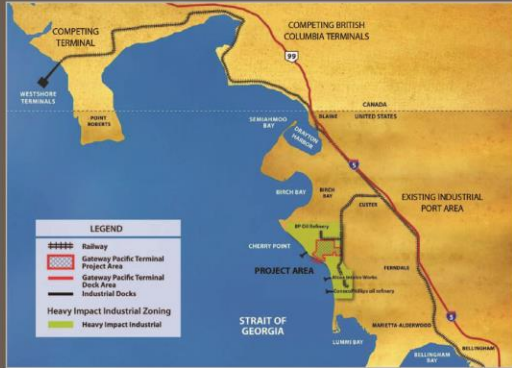 COMPETING
TERMINAL
COMPETING BRITISH
COLUMBIA TERMINALS
99
WESTSHORE
TERMINALS
POINT
ROBERTS
CANADA
BLAINE
UNITED STATES
SEMIAHMOO
BAY
DRAYTON
HARBOR
5
BIRCH BAY
BIRCH
BAY
CUSTER
EXISTING INDUSTRIAL
PORT AREA
BP Oil Refinery
CHERRY POINT
PROJECT AREA
FERNDALE
Works
oil refinery
STRAIT OF
GEORGIA
LUMMI BAY
MARIETTA-ALDERWOOD
5
BELLINGHAM
BELLINGHAM
BAY
LEGEND
Railway
Gateway Pacific Terminal
Project Area
Gateway Pacific Terminal
Dock Area
Industrial Docks
Heavy Impact Industrial Zoning
Heavy Impact Industrial